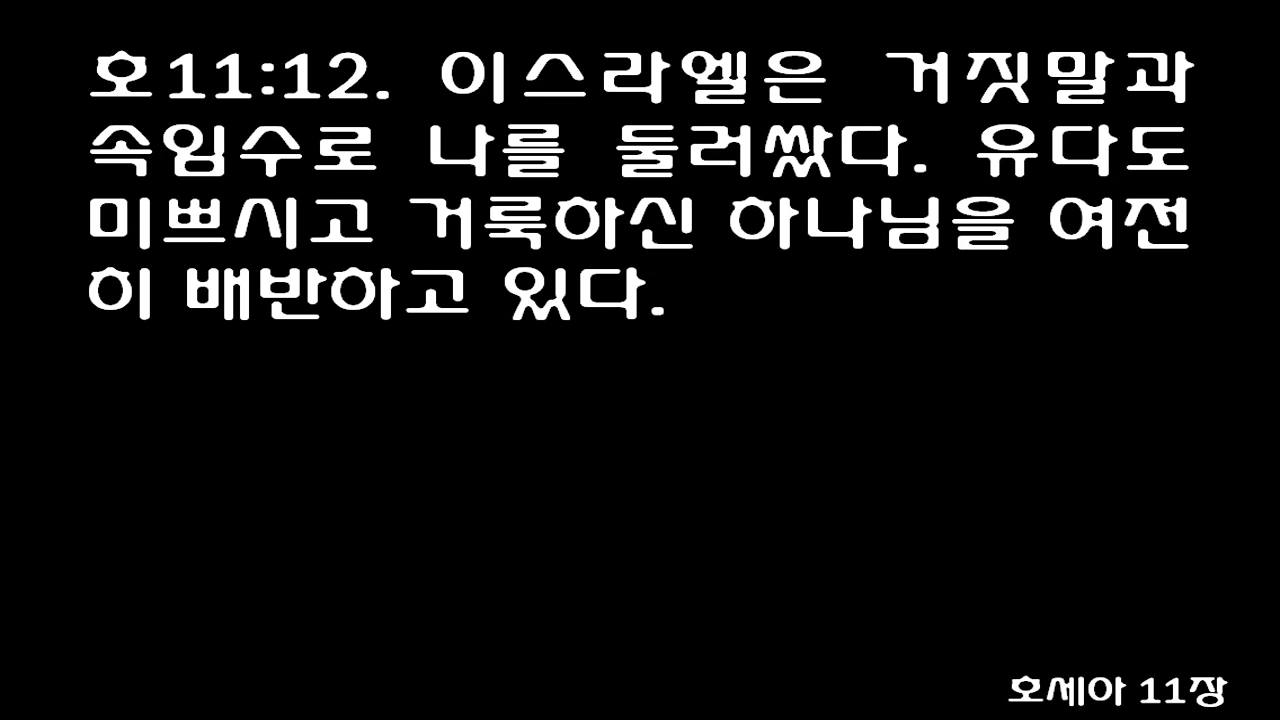 호11:12. 이스라엘은 거짓말과
속임수로 나를 둘러쌌다. 유다도
미쁘시고 거룩하신 하나님을 여전
히 배반하고 있다.
호세아 11장